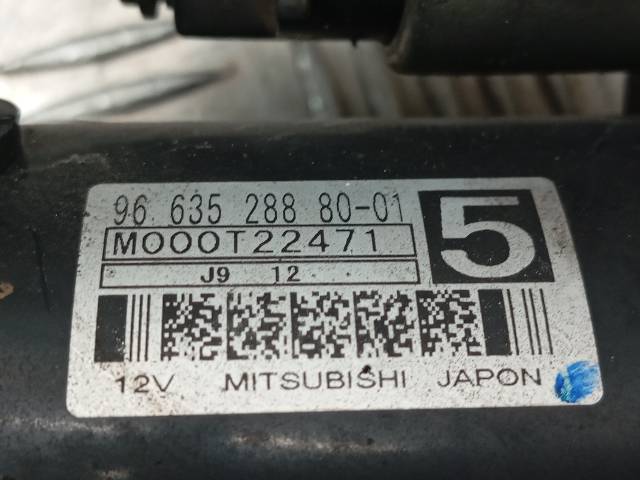 96 635 288 80-01
5
M000T22471
J9 12
12V MITSUBISHI JAPON